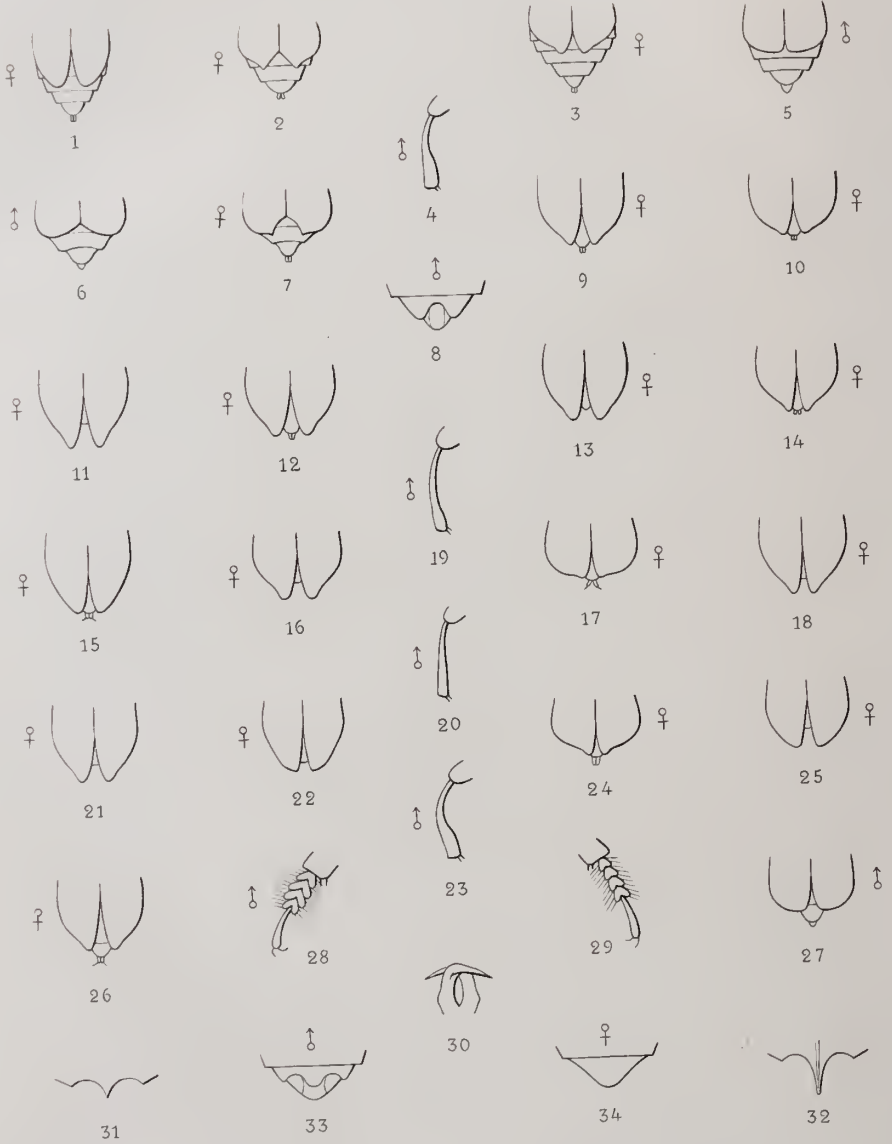 ♀ ♀ ♀ ♂
1 2 3 5
♂
4
♂ ♀ ♀ ♀
6 7 9 10
♂
8
♀ ♀ ♀ ♀
11 12 13 14
♂
19
♀ ♀ ♀ ♀
15 16 17 18
♂
20
♀ ♀ ♀ ♀
21 22 24 25
♂
23
♀ ♂ ♂
26 28 29 27
30
♂ ♀
31 33 34 32